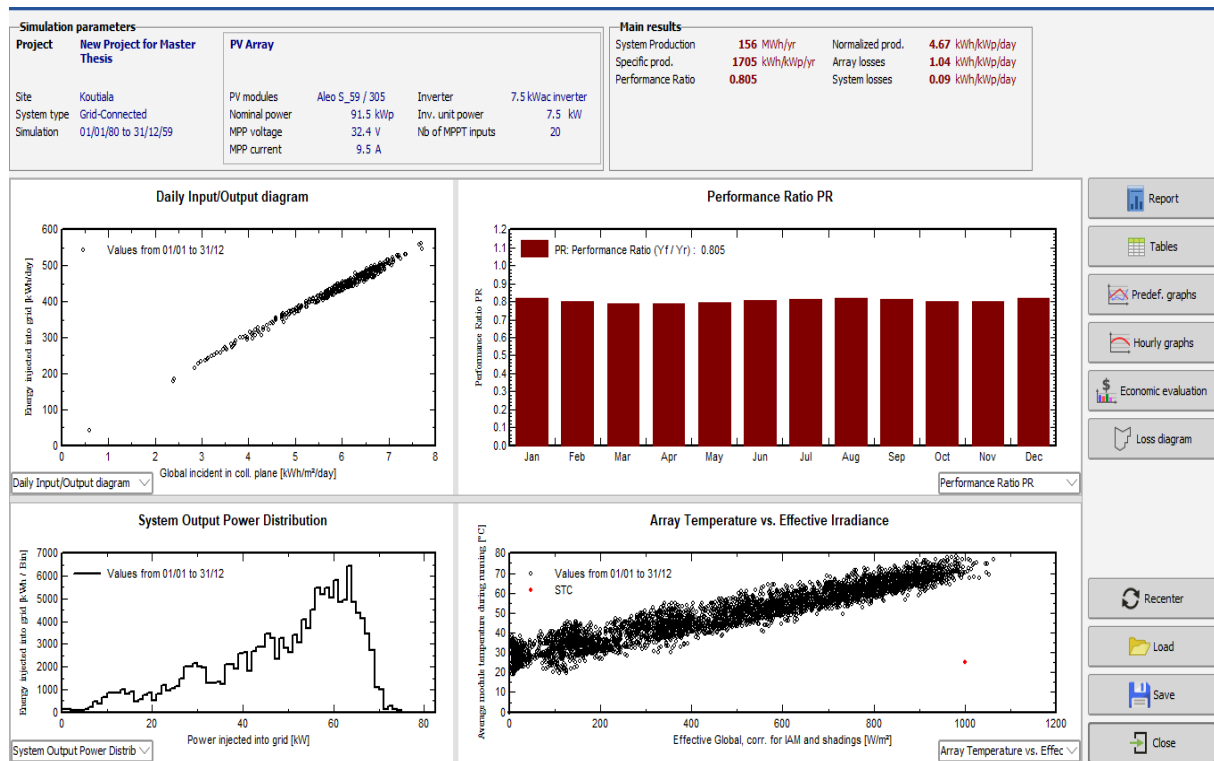 Simulation parameters
Project New Project for Master Thesis
Site Koutiala
System type Grid-Connected
Simulation 01/01/80 to 31/12/59
PV Array
PV modules Aleo S_59 / 305 Inverter 7.5 kWac inverter
Nominal power 91.5 kWp Inv. unit power 7.5 kW
MPP voltage 32.4 V Nb of MPPT inputs 20
MPP current 9.5 A
Main results
System Production 156 MWh/yr Normalized prod. 4.67 kWh/kWp/day
Specific prod. 1705 kWh/kWp/yr Array losses 1.04 kWh/kWp/day
Performance Ratio 0.805 System losses 0.09 kWh/kWp/day
Daily Input/Output diagram
Values from 01/01 to 31/12
Energy injected into grid [kWh/day]
600
500
400
300
200
100
0
0 1 2 3 4 5 6 7 8
Global incident in coll. plane [kWh/m²/day]
Daily Input/Output diagram
Performance Ratio PR
PR: Performance Ratio (Yf / Yr) : 0.805
Performance Ratio PR
1.2
1.1
1.0
0.9
0.8
0.7
0.6
0.5
0.4
0.3
0.2
0.1
0.0
Jan Feb Mar Apr May Jun Jul Aug Sep Oct Nov Dec
Performance Ratio PR
System Output Power Distribution
Values from 01/01 to 31/12
Energy injected into grid [kWh / Bin]
7000
6000
5000
4000
3000
2000
1000
0
0 20 40 60 80
Power injected into grid [kW]
System Output Power Distrib
Array Temperature vs. Effective Irradiance
Values from 01/01 to 31/12
STC
Average module temperature during running [°C]
80
70
60
50
40
30
20
10
0
0 200 400 600 800 1000 1200
Effective Global, corr. for IAM and shadings [W/m²]
Array Temperature vs. Effec
Report
Tables
Predef. graphs
Hourly graphs
Economic evaluation
Loss diagram
Recenter
Load
Save
Close